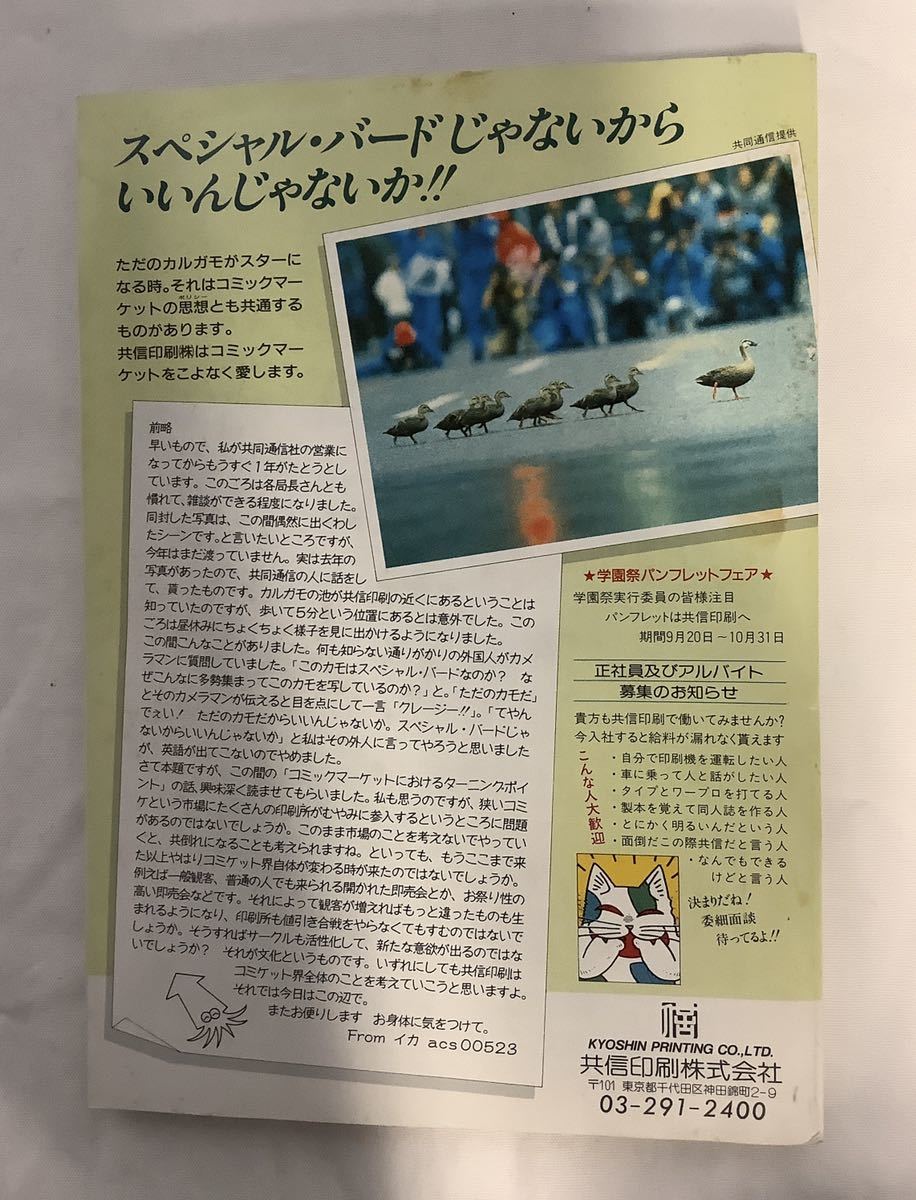 スペシャル・バードじゃないから
いいんじゃないか!!
共同通信提供
ただのカルガモがスターに
なる時。それはコミックマー
ケットの思想とも共通する
ポリシー
ものがあります。
共信印刷㈱はコミックマー
ケットをこよなく愛します。
前略
早いもので、私が共同通信社の営業に
なってからもうすぐ1年がたとうとし
ています。このごろは各局長さんとも
慣れて、雑談ができる程度になりました。
同封した写真は、この間偶然に出くわし
たシーンです。と言いたいところですが、
今年はまだ渡っていません。実は去年の
写真があったので、共同通信の人に話をし
て、貰ったものです。カルガモの池が共信印刷の近くにあるということは
知っていたのですが、歩いて5分という位置にあるとは意外でした。この
ごろは昼休みにちょくちょく様子を見に出かけるようになりました。
この間こんなことがありました。何も知らない通りがかりの外国人がカメ
ラマンに質問していました。「このカモはスペシャル・バードなのか？　な
ぜこんなに多勢集まってこのカモを写しているのか？」と。「ただのカモだ」
とそのカメラマンが伝えると目を点にして一言「クレージー!!」。「てやん
でぇい！　ただのカモだからいいんじゃないか。スペシャル・バードじゃ
ないからいいんじゃないか」と私はその外人に言ってやろうと思いました
が、英語が出てこないのでやめました。
さて本題ですが、この間の「コミックマーケットにおけるターニングポイ
ント」の話、興味深く読ませてもらいました。私も思うのですが、狭いコミ
ケという市場にたくさんの印刷所がむやみに参入するというところに問題
があるのではないでしょうか。このまま市場のことを考えないでやってい
くと、共倒れになることも考えられますね。といっても、もうここまで来
た以上やはりコミケット界自体が変わる時が来たのではないでしょうか。
例えば一般観客、普通の人でも来られる開かれた即売会とか、お祭り性の
高い即売会などです。それによって観客が増えればもっと違ったものも生
まれるようになり、印刷所も値引き合戦をやらなくてもすむのではないで
しょうか。そうすればサークルも活性化して、新たな意欲が出るのではな
いでしょうか？　それが文化というものです。いずれにしても共信印刷は
コミケット界全体のことを考えていこうと思いますよ。
それでは今日はこの辺で。
またお便りします　お身体に気をつけて。
From イカ acs00523
★学園祭パンフレットフェア★
学園祭実行委員の皆様注目
パンフレットは共信印刷へ
期間9月20日～10月31日
正社員及びアルバイト
募集のお知らせ
貴方も共信印刷で働いてみませんか？
今入社すると給料が漏れなく貰えます
こんな人大歓迎
・自分で印刷機を運転したい人
・車に乗って人と話がしたい人
・タイプとワープロを打てる人
・製本を覚えて同人誌を作る人
・とにかく明るいんだという人
・面倒だこの際共信だと言う人
・なんでもできる
けどと言う人
決まりだね！
委細面談
待ってるよ!!
KYOSHIN PRINTING CO.,LTD.
共信印刷株式会社
〒101 東京都千代田区神田錦町2-9
03-291-2400